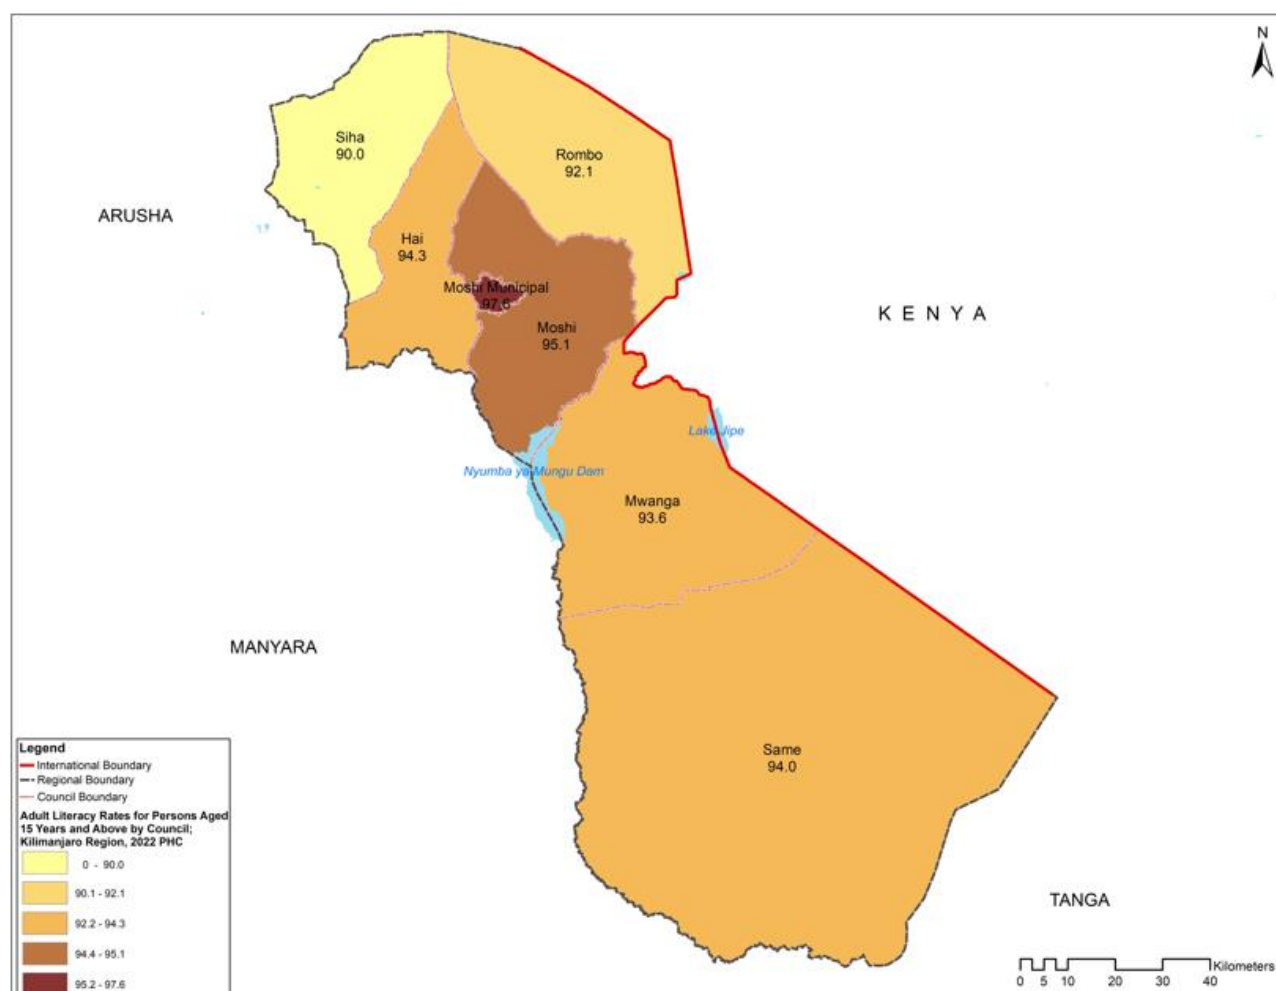 N
Siha
90.0
Rombo
92.1
ARUSHA
Hai
94.3
Moshi Municipal
97.6
KENYA
Moshi
95.1
Lake Jipe
Nyumba ya Mungu Dam
Mwanga
93.6
MANYARA
Same
94.0
TANGA
Legend
International Boundary
Regional Boundary
Council Boundary
Adult Literacy Rates for Persons Aged
15 Years and Above by Council;
Kilimanjaro Region, 2022 PHC
0 - 90.0
90.1 - 92.1
92.2 - 94.3
94.4 - 95.1
95.2 - 97.6
Kilometers
0 5 10 20 30 40